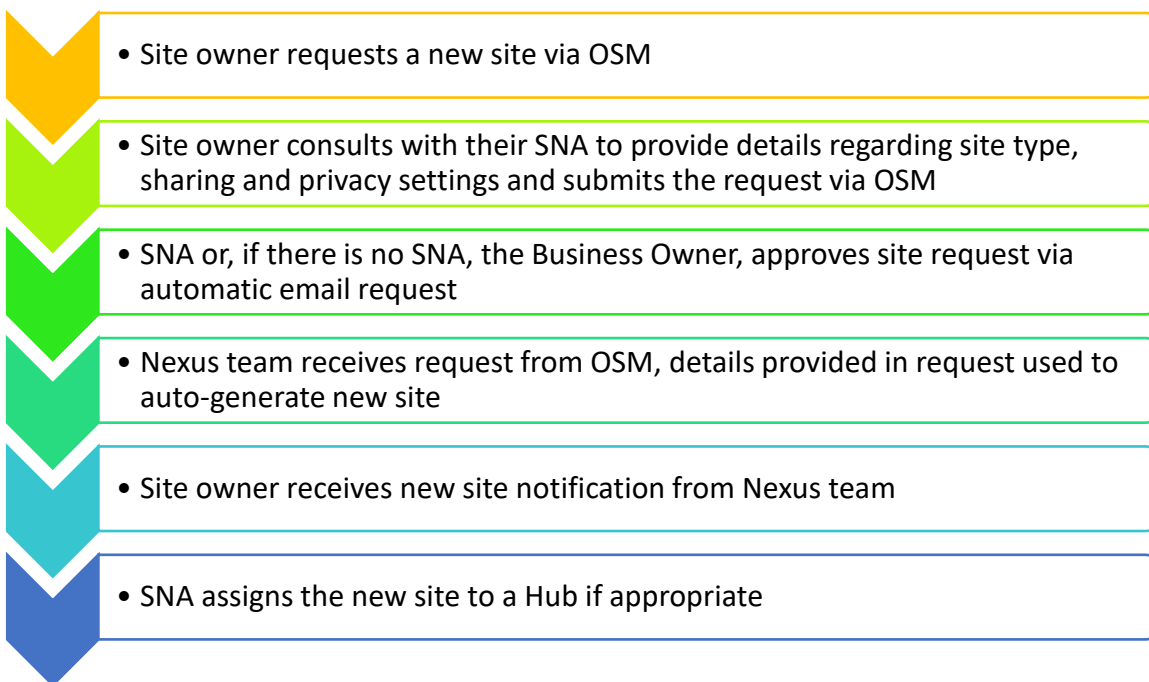 • Site owner requests a new site via OSM
• Site owner consults with their SNA to provide details regarding site type,
sharing and privacy settings and submits the request via OSM
• SNA or, if there is no SNA, the Business Owner, approves site request via
automatic email request
• Nexus team receives request from OSM, details provided in request used to
auto-generate new site
• Site owner receives new site notification from Nexus team
• SNA assigns the new site to a Hub if appropriate